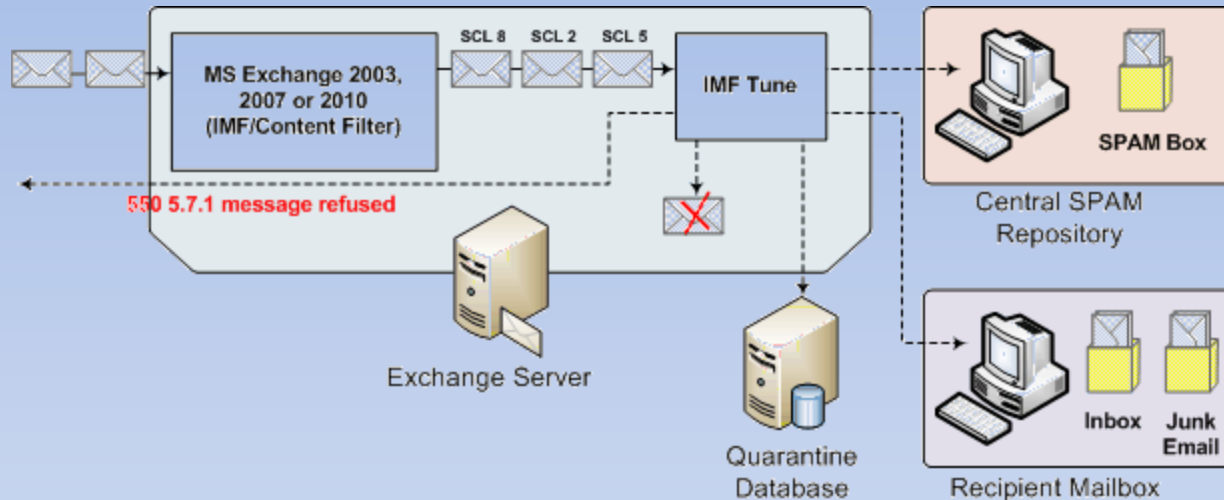 SCL 8
SCL 2
SCL 5
MS Exchange 2003,
2007 or 2010
(IMF/Content Filter)
IMF Tune
SPAM Box
550 5.7.1 message refused
Central SPAM
Repository
Exchange Server
Inbox
Junk
Email
Quarantine
Database
Recipient Mailbox